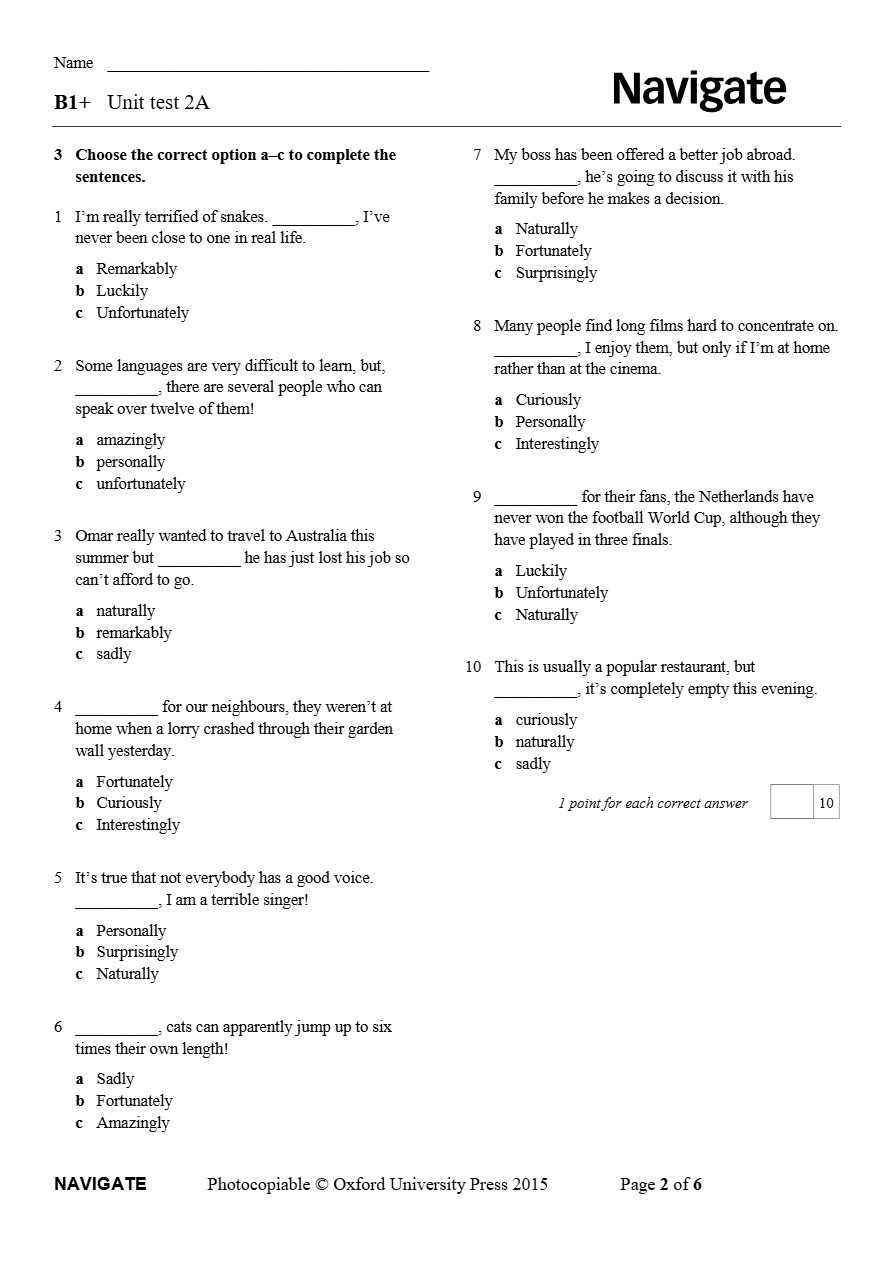 Name ____________________
Navigate
B1+ Unit test 2A
3 Choose the correct option a–c to complete the
sentences.
1 I’m really terrified of snakes. __________, I’ve
never been close to one in real life.
a Remarkably
b Luckily
c Unfortunately
2 Some languages are very difficult to learn, but,
__________, there are several people who can
speak over twelve of them!
a amazingly
b personally
c unfortunately
3 Omar really wanted to travel to Australia this
summer but __________ he has just lost his job so
can’t afford to go.
a naturally
b remarkably
c sadly
4 __________ for our neighbours, they weren’t at
home when a lorry crashed through their garden
wall yesterday.
a Fortunately
b Curiously
c Interestingly
5 It’s true that not everybody has a good voice.
__________, I am a terrible singer!
a Personally
b Surprisingly
c Naturally
6 __________, cats can apparently jump up to six
times their own length!
a Sadly
b Fortunately
c Amazingly
7 My boss has been offered a better job abroad.
__________, he’s going to discuss it with his
family before he makes a decision.
a Naturally
b Fortunately
c Surprisingly
8 Many people find long films hard to concentrate on.
__________, I enjoy them, but only if I’m at home
rather than at the cinema.
a Curiously
b Personally
c Interestingly
9 __________ for their fans, the Netherlands have
never won the football World Cup, although they
have played in three finals.
a Luckily
b Unfortunately
c Naturally
10 This is usually a popular restaurant, but
__________, it’s completely empty this evening.
a curiously
b naturally
c sadly
1 point for each correct answer 10
NAVIGATE Photocopiable © Oxford University Press 2015 Page 2 of 6